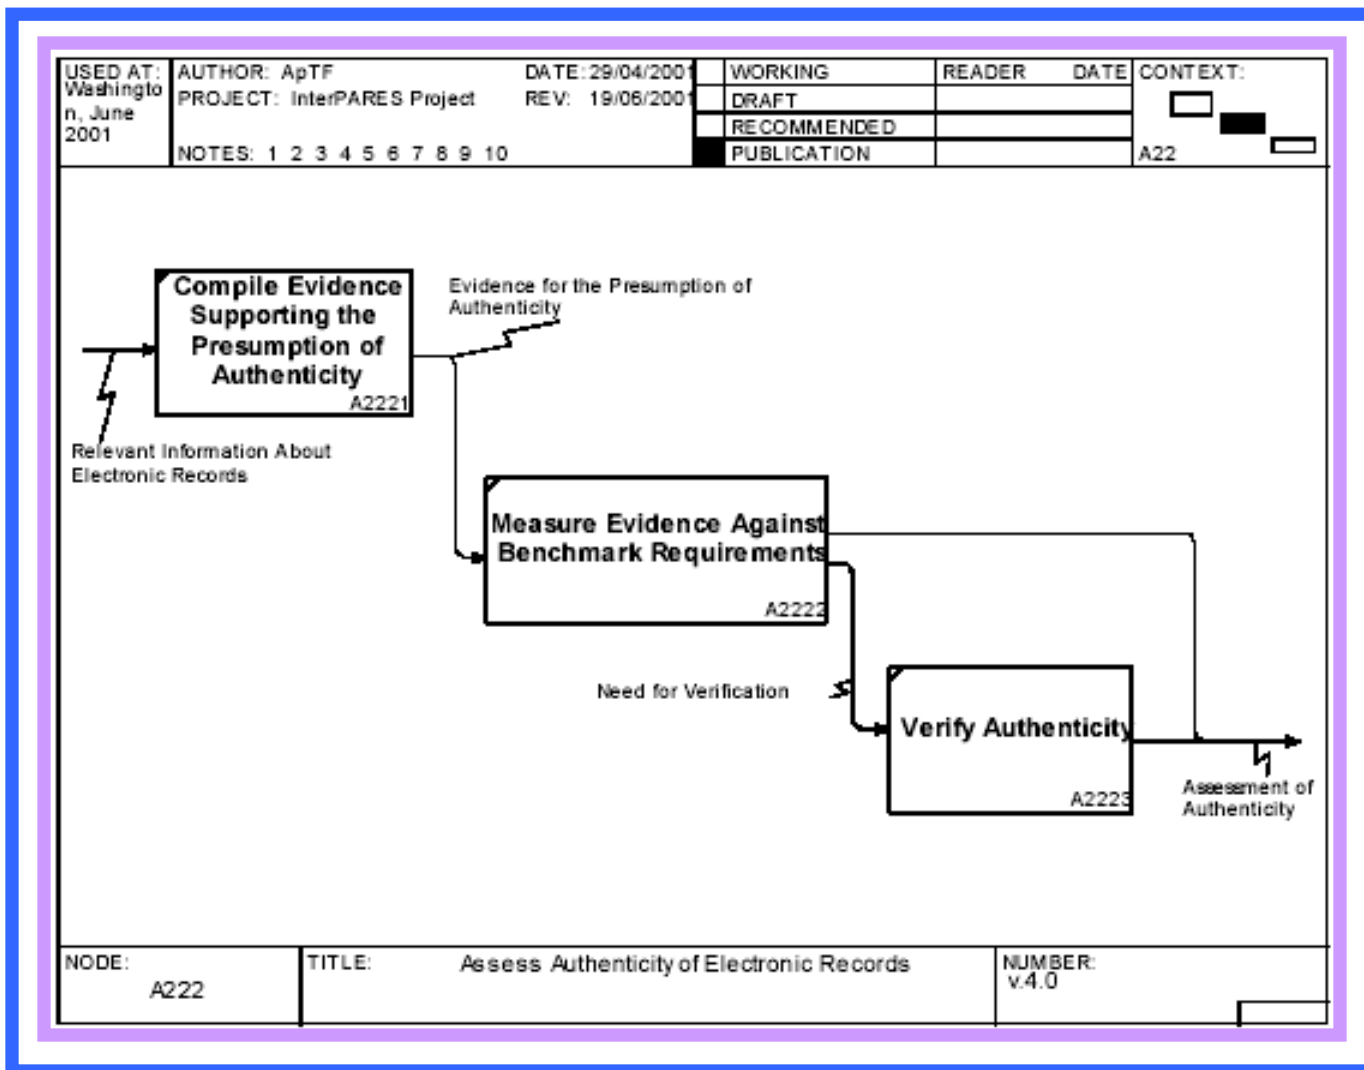 USED AT:
Washingto
n, June
2001
AUTHOR: ApTF
DATE: 29/04/2001
PROJECT: InterPARES Project
REV: 19/06/2001
NOTES: 1 2 3 4 5 6 7 8 9 10
WORKING
DRAFT
RECOMMENDED
PUBLICATION
READER DATE
CONTEXT:
A22
Compile Evidence
Supporting the
Presumption of
Authenticity
A2221
Evidence for the Presumption of
Authenticity
Relevant Information About
Electronic Records
Measure Evidence Against
Benchmark Requirements
A2222
Need for Verification
Verify Authenticity
A2223
Assessment of
Authenticity
NODE:
A222
TITLE: Assess Authenticity of Electronic Records
NUMBER:
v.4.0